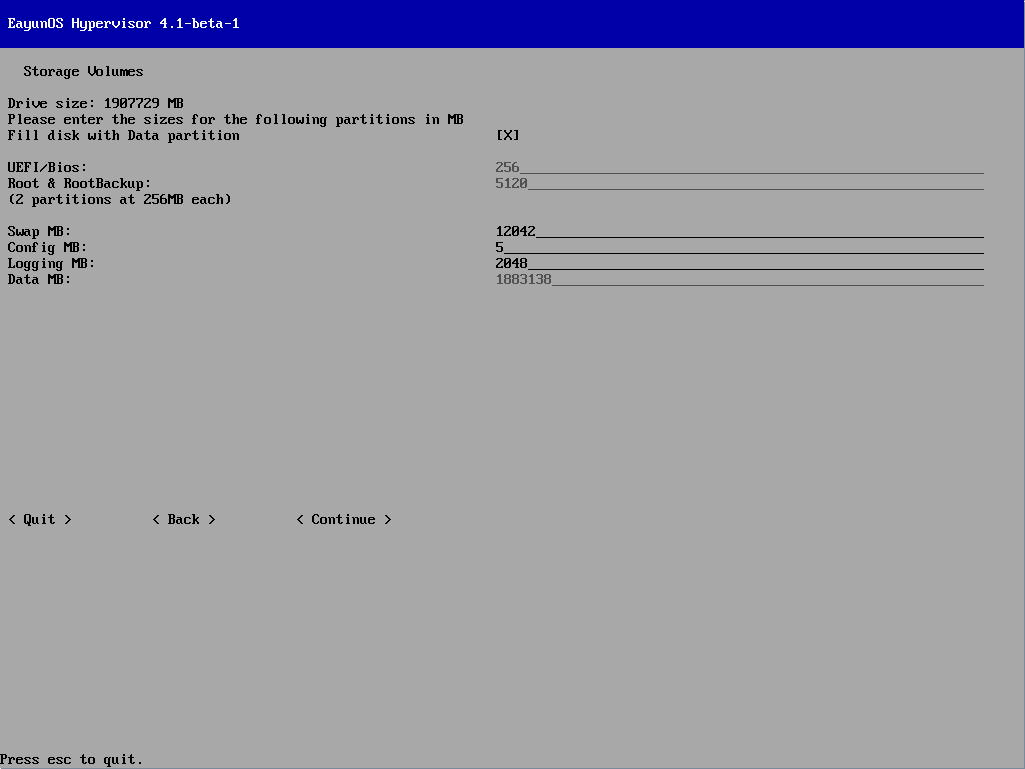 EayunOS Hypervisor 4.1-beta-1
Storage Volumes
Drive size: 1907729 MB
Please enter the sizes for the following partitions in MB
Fill disk with Data partition [X]
UEFI/Bios: 256
Root & RootBackup: 5120
(2 partitions at 256MB each)
Swap MB: 12042
Config MB: 5
Logging MB: 2048
Data MB: 1883138
< Quit > < Back > < Continue >
Press esc to quit.